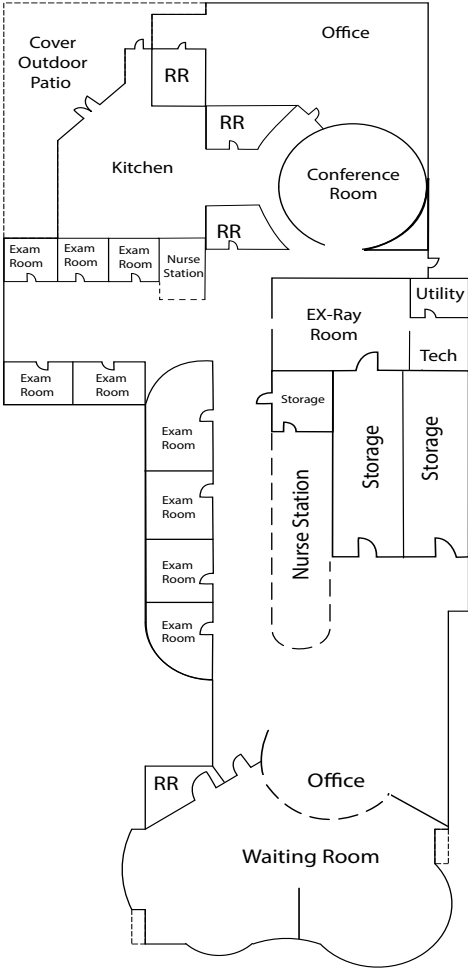 Cover
Outdoor
Patio
Office
RR
RR
Kitchen
Conference
Room
RR
Exam
Room
Exam
Room
Exam
Room
Nurse
Station
Utility
EX-Ray
Room
Tech
Exam
Room
Exam
Room
Storage
Exam
Room
Storage
Storage
Exam
Room
Nurse Station
Exam
Room
Exam
Room
RR
Office
Waiting Room